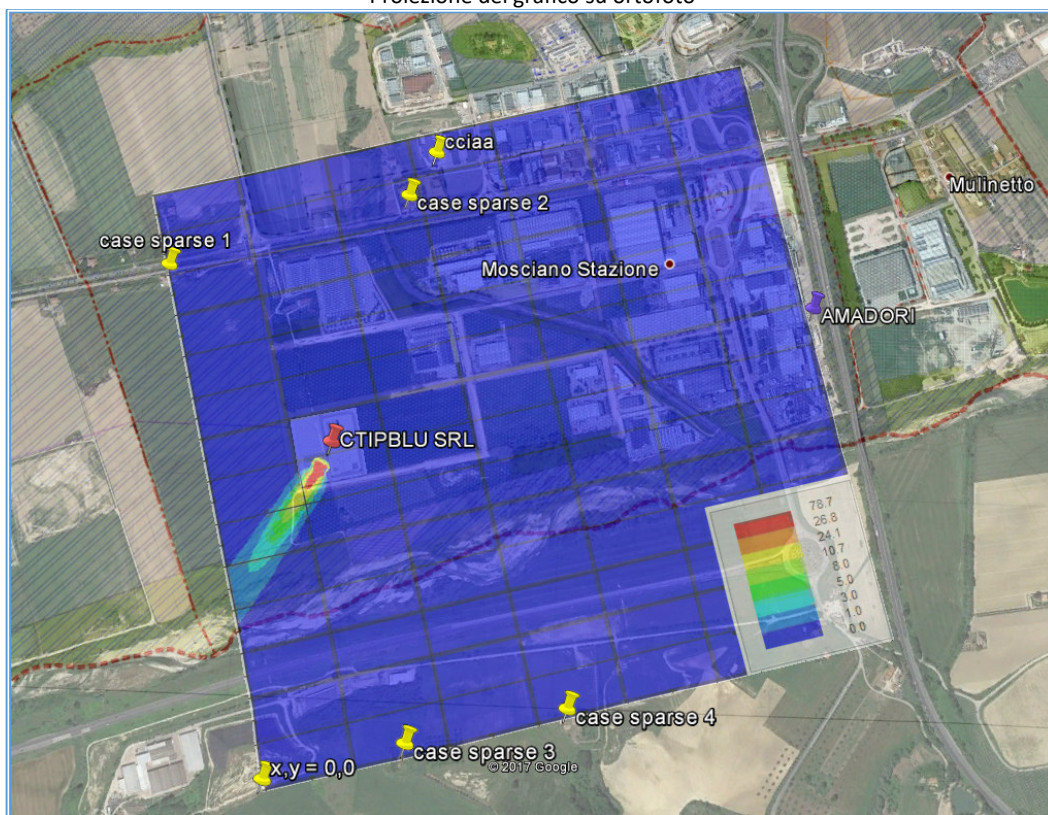 Proiezione del grafico su ortofoto
cciaa
case sparse 2
case sparse 1
Mulinetto
Mosciano Stazione
AMADORI
CTIPBLU SRL
78.7
26.8
24.1
10.7
8.0
5.0
3.0
1.0
0.0
case sparse 4
case sparse 3
x,y = 0,0
© 2017 Google